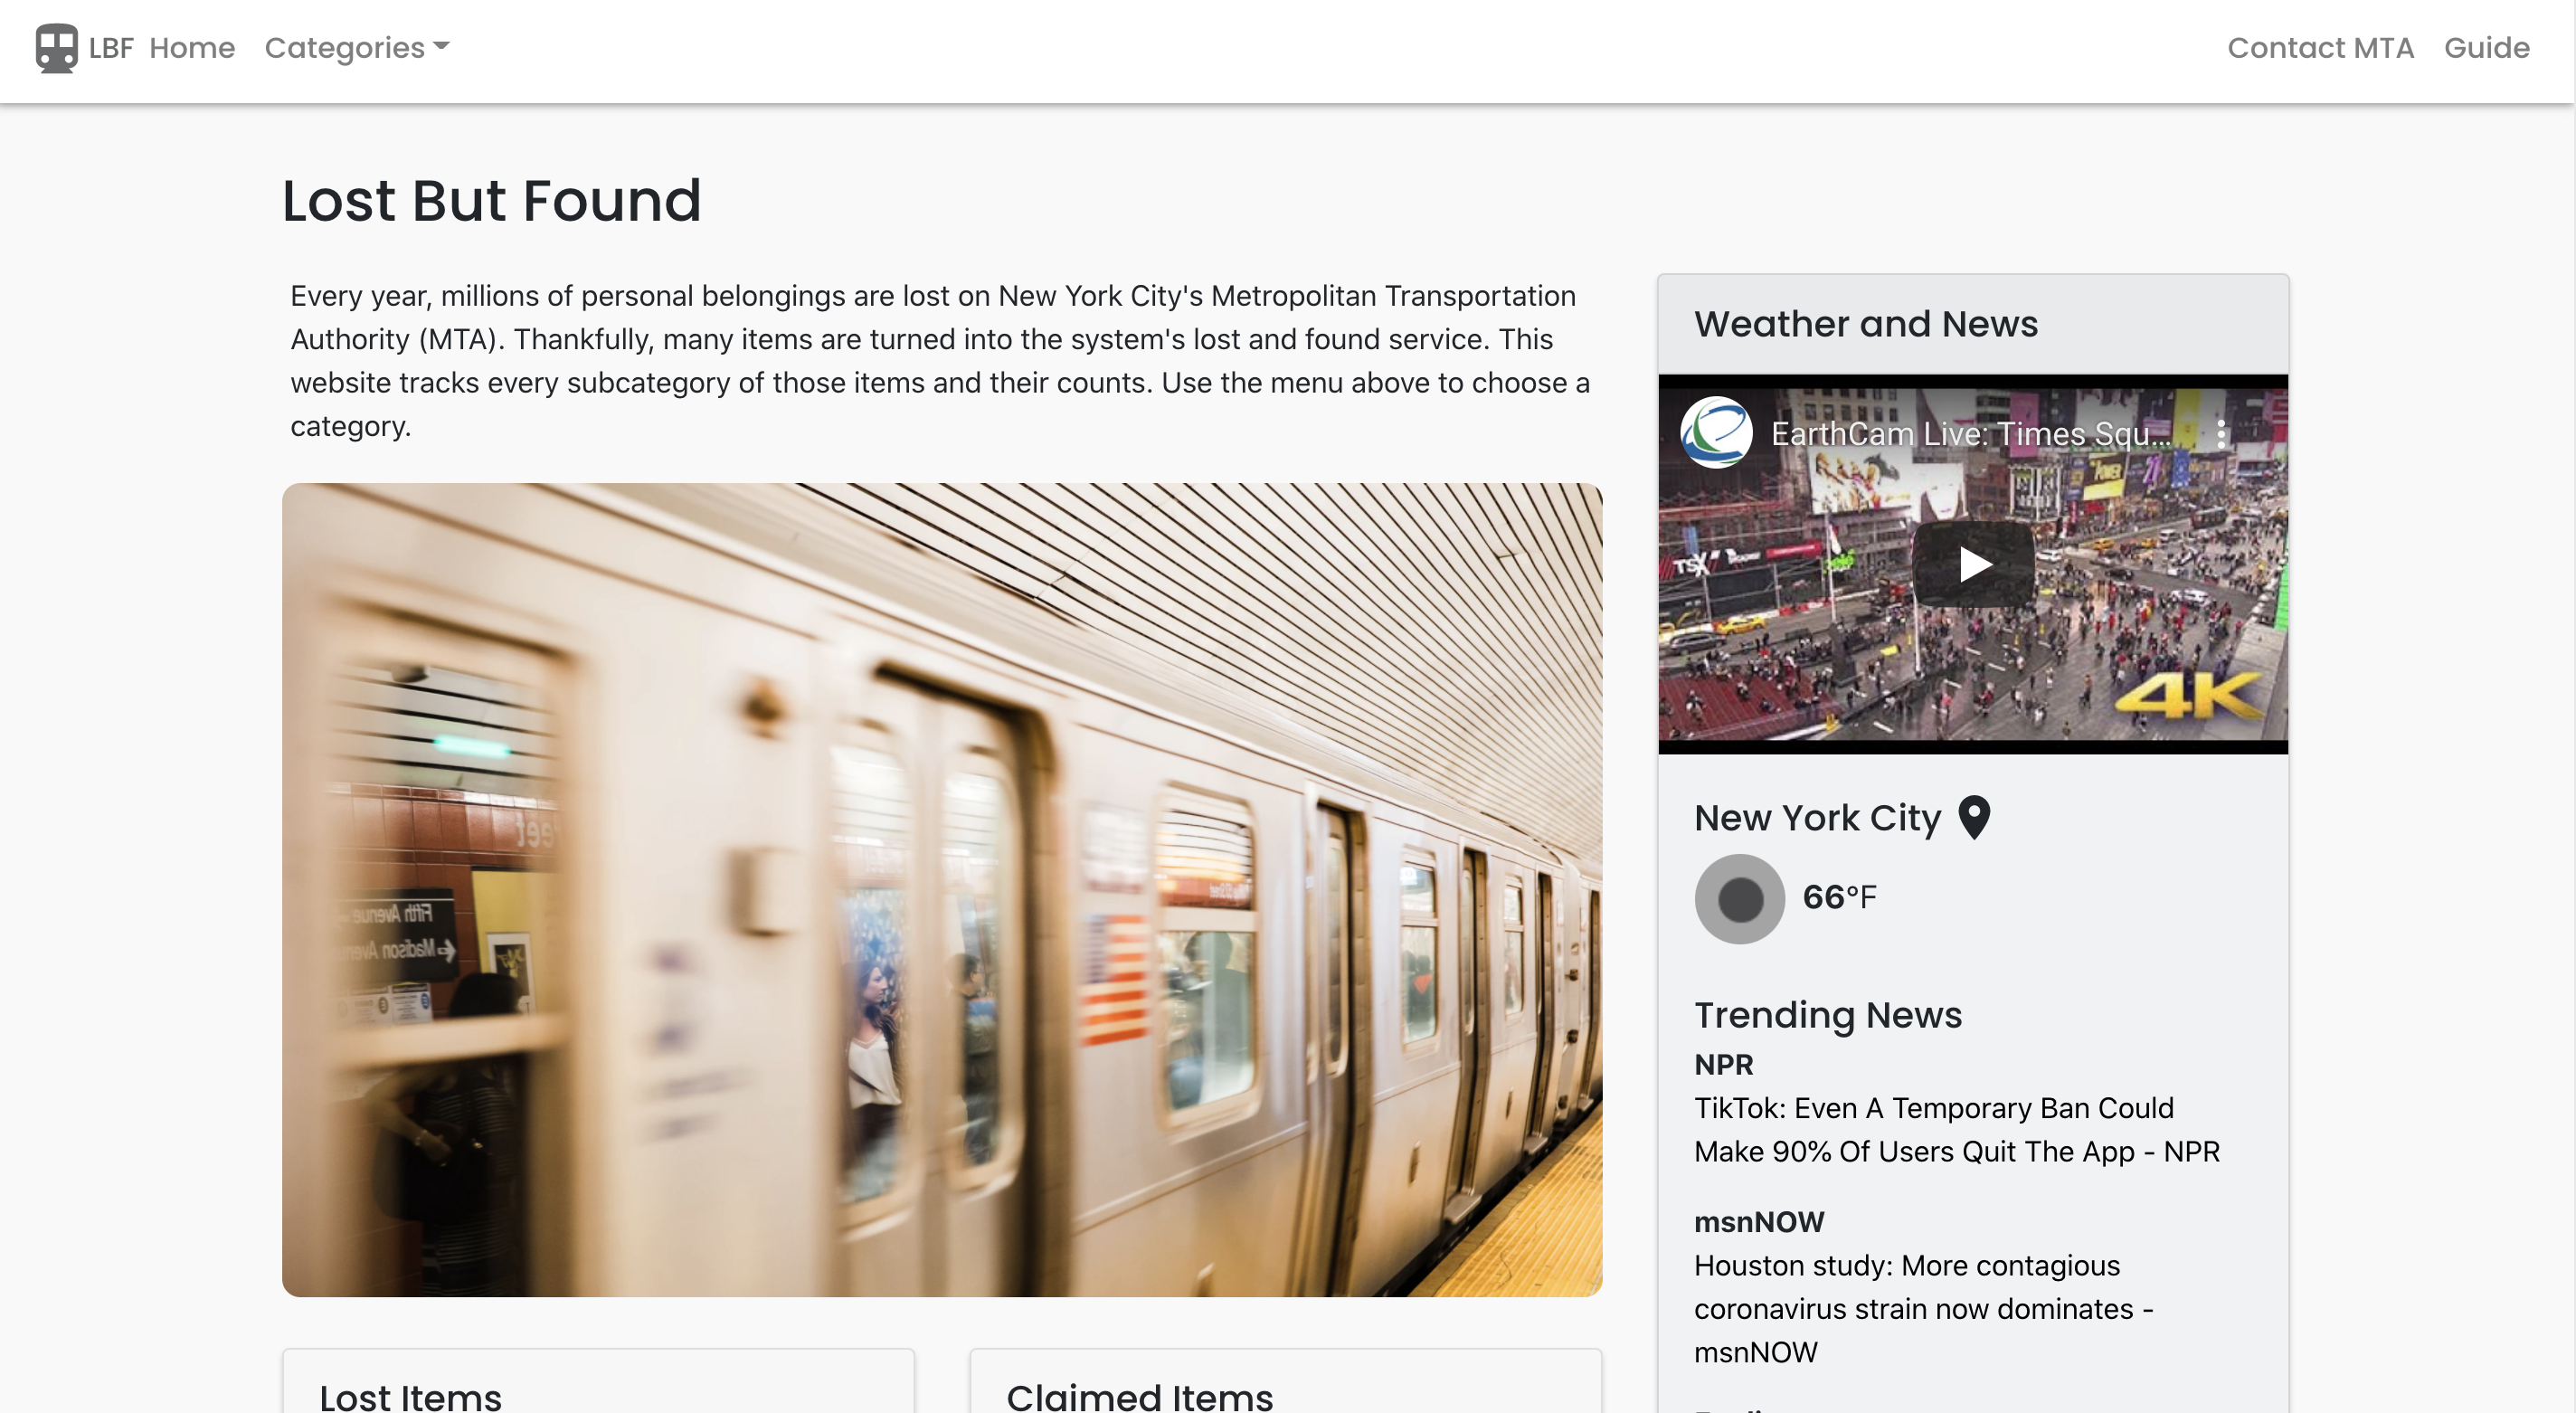 LBF Home Categories Contact MTA Guide
Lost But Found
Every year, millions of personal belongings are lost on New York City's Metropolitan Transportation
Authority (MTA). Thankfully, many items are turned into the system's lost and found service. This
website tracks every subcategory of those items and their counts. Use the menu above to choose a
category.
Fifth Avenue
Madison Avenue
Lost Items
Claimed Items
Weather and News
EarthCam Live: Times Squ...
TSX
4K
New York City
66°F
Trending News
NPR
TikTok: Even A Temporary Ban Could
Make 90% Of Users Quit The App - NPR
msnNOW
Houston study: More contagious
coronavirus strain now dominates -
msnNOW